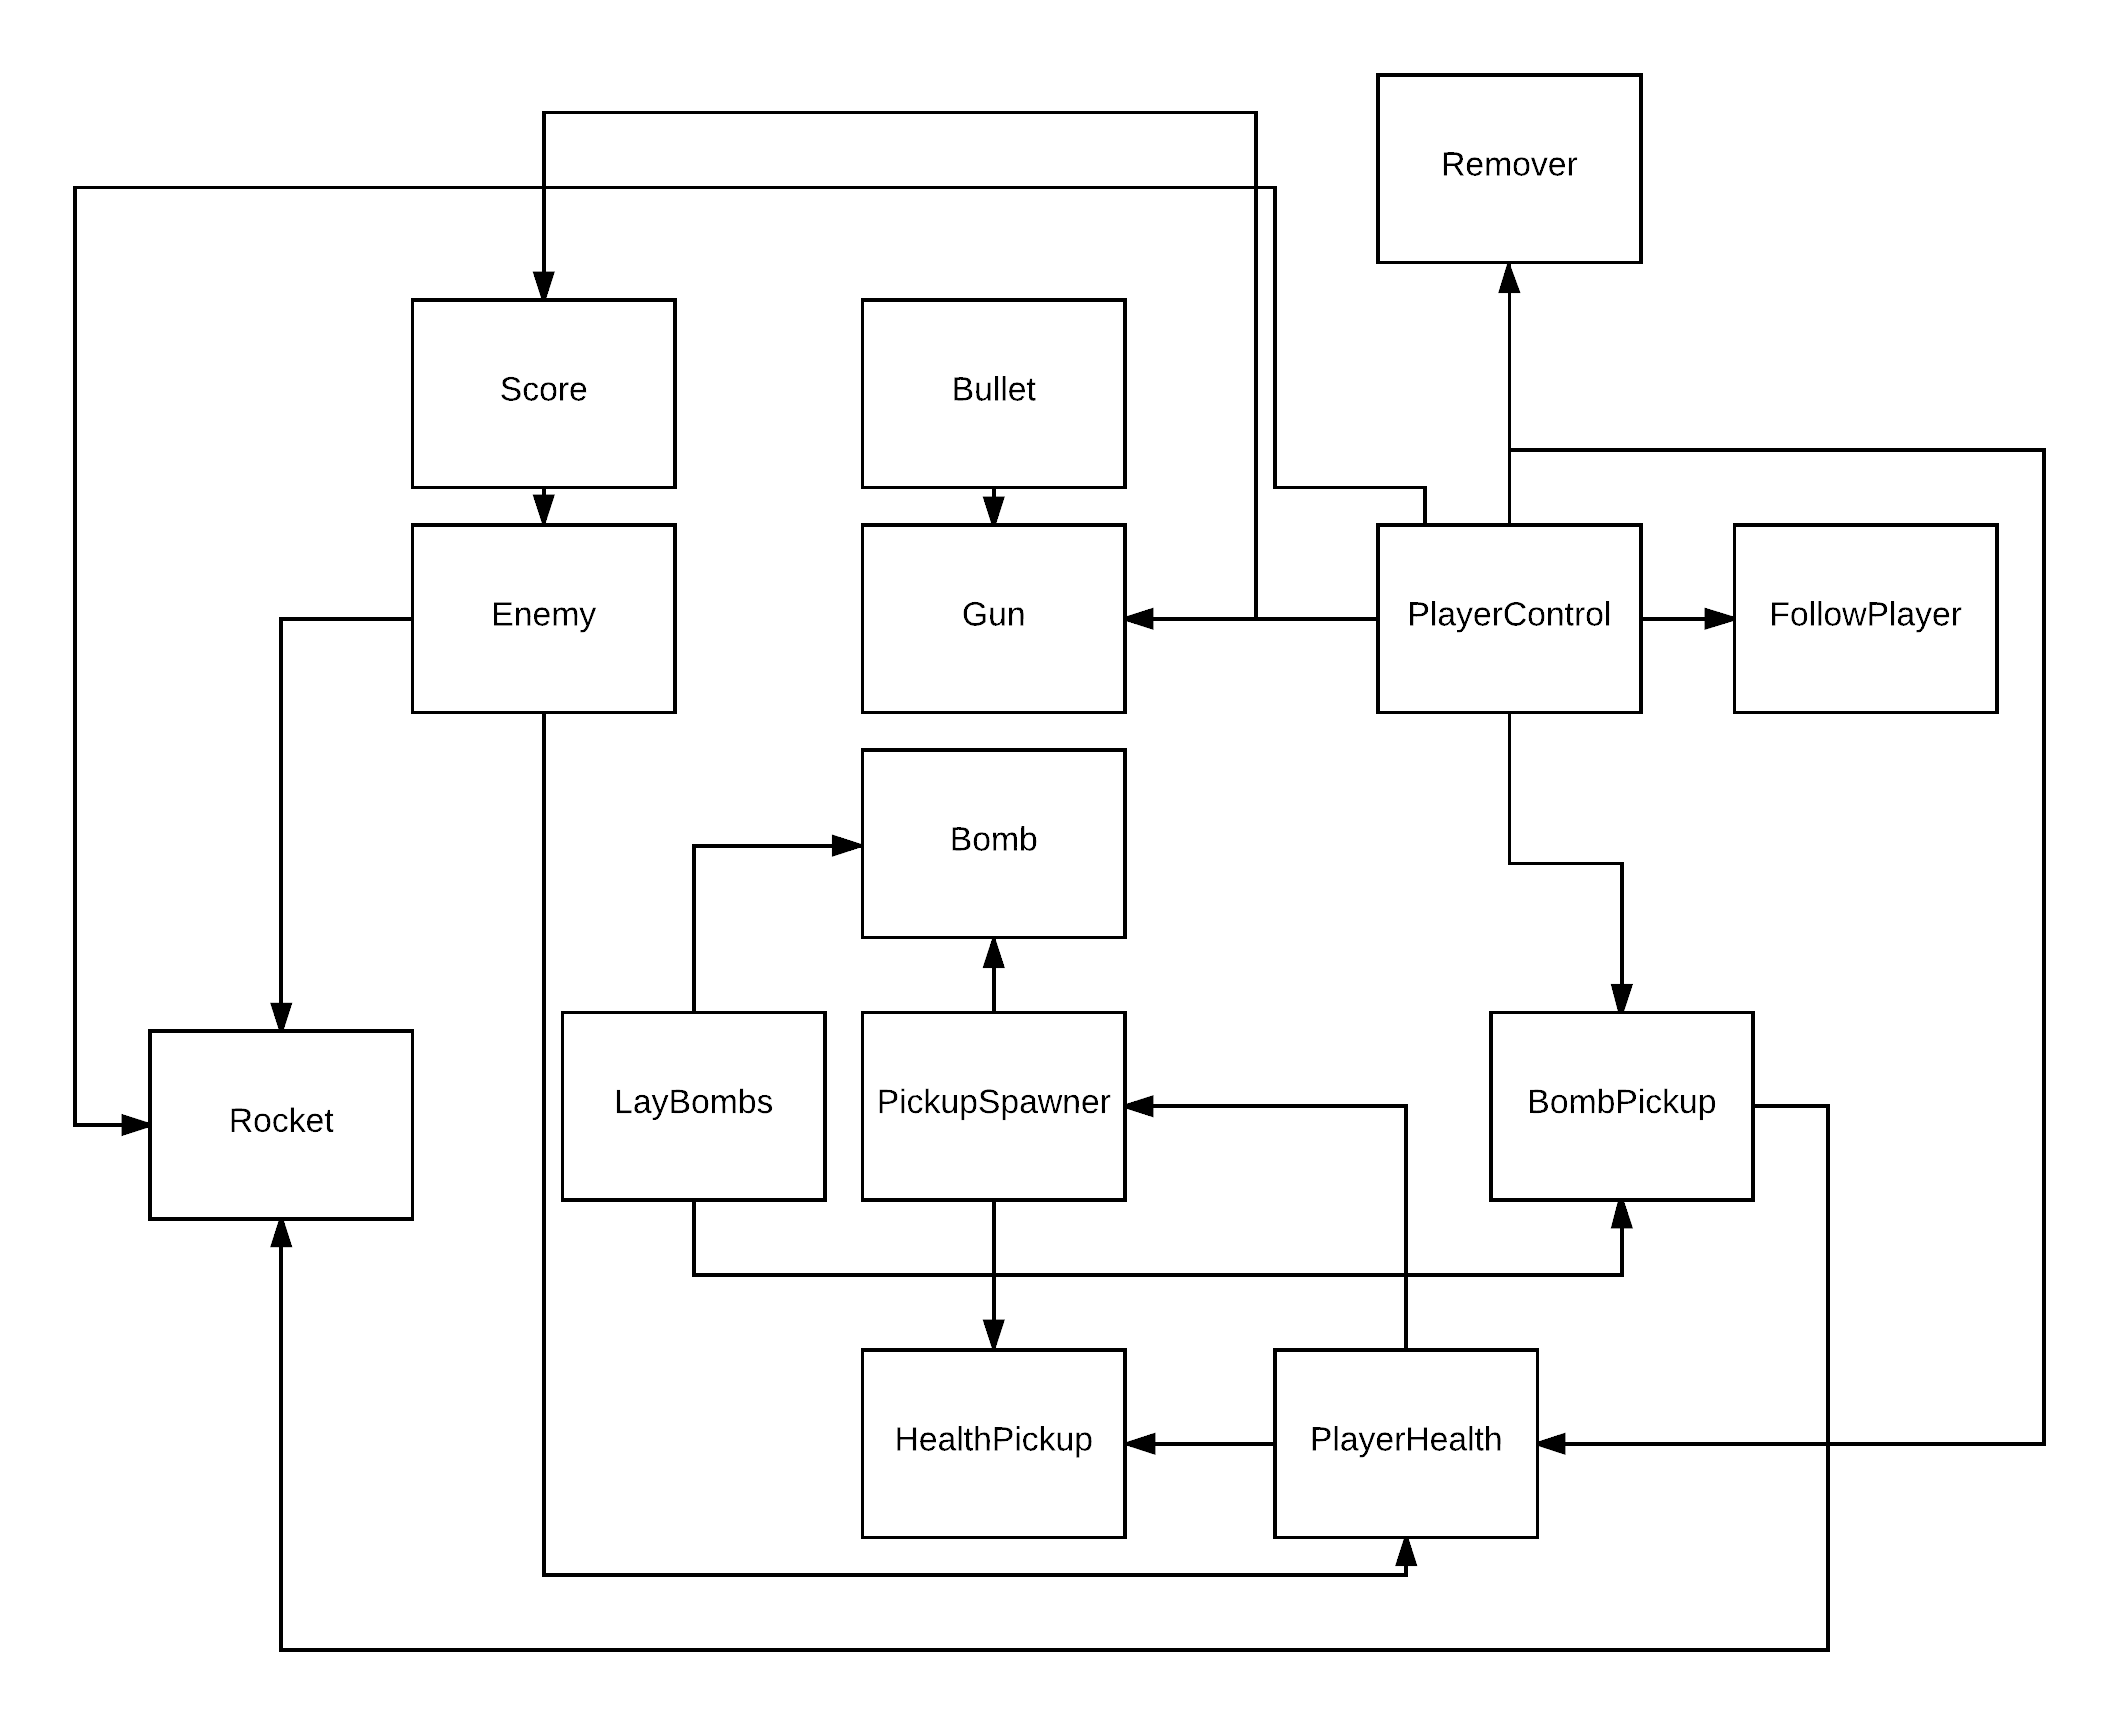 Remover
Score
Bullet
Enemy
Gun
PlayerControl
FollowPlayer
Bomb
Rocket
LayBombs
PickupSpawner
BombPickup
HealthPickup
PlayerHealth